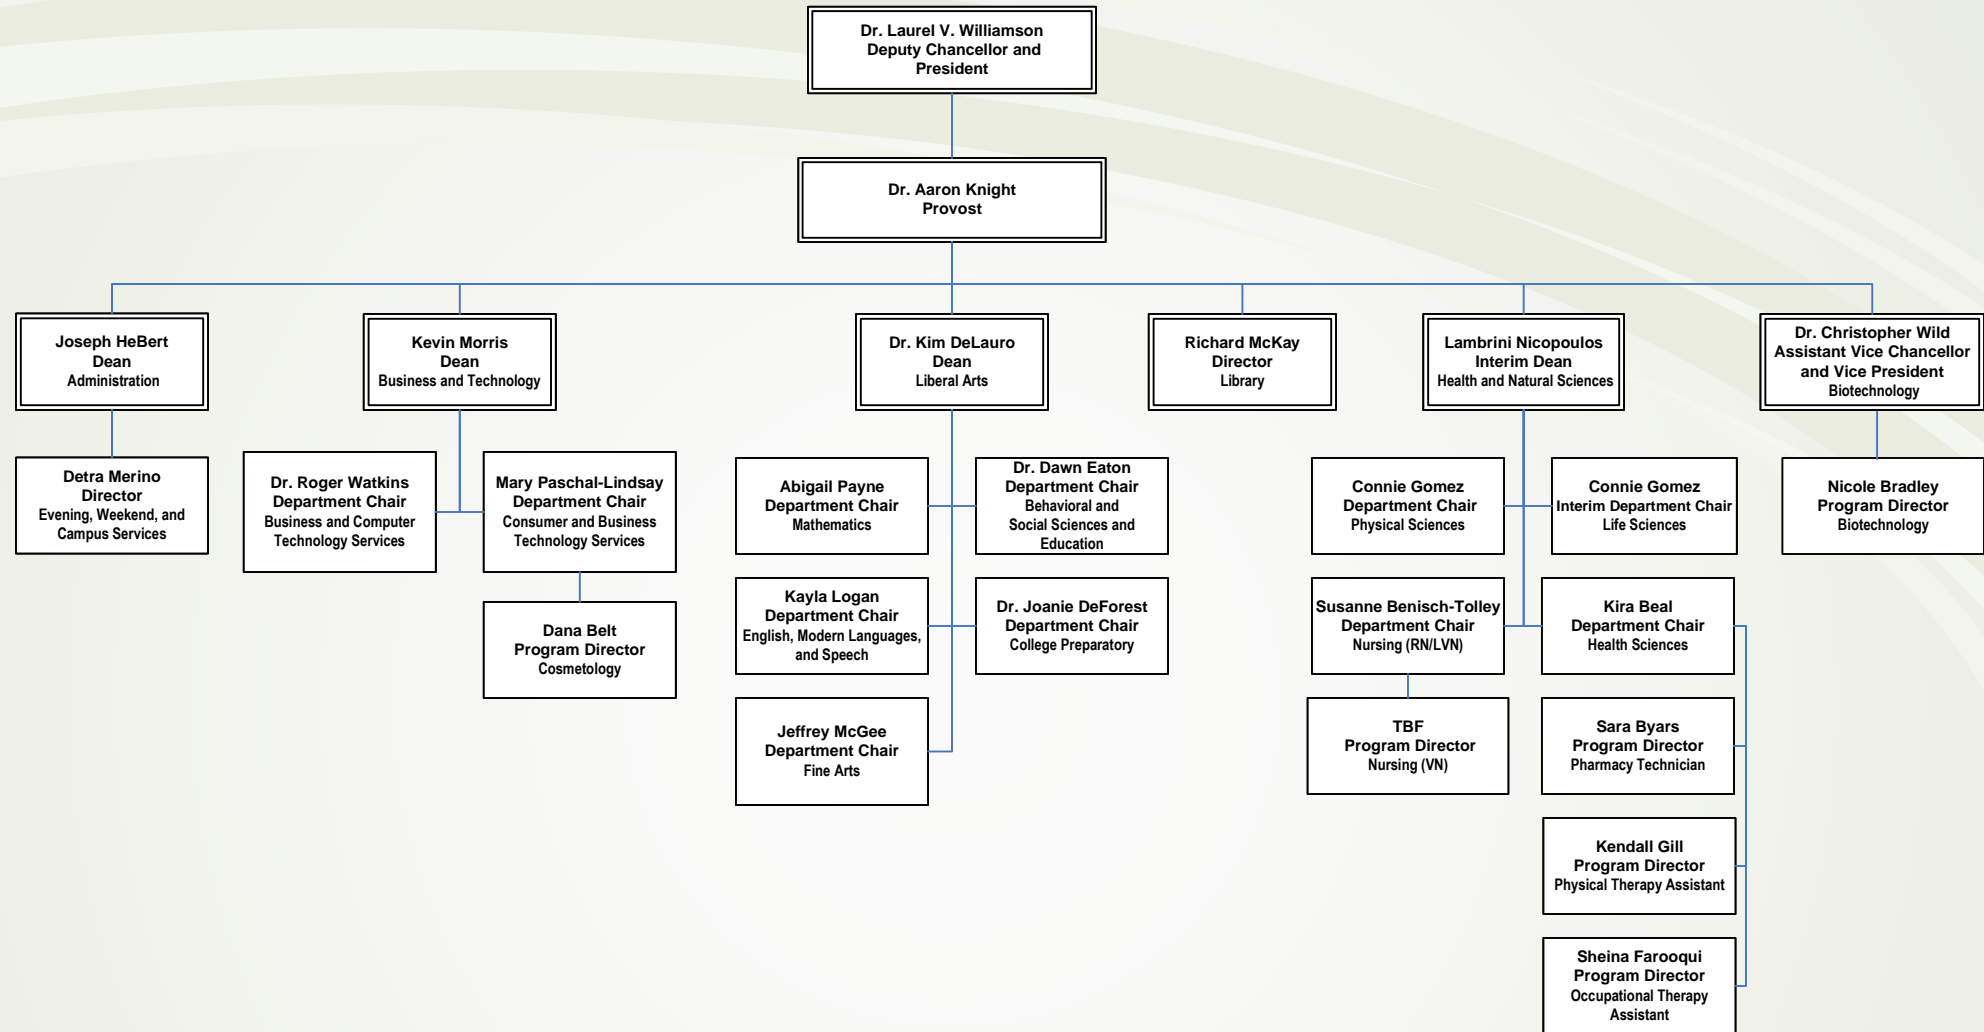 Dr. Laurel V. Williamson
Deputy Chancellor and
President
Dr. Aaron Knight
Provost
Joseph HeBert
Dean
Administration
Kevin Morris
Dean
Business and Technology
Dr. Kim DeLauro
Dean
Liberal Arts
Richard McKay
Director
Library
Lambrini Nicopoulos
Interim Dean
Health and Natural Sciences
Dr. Christopher Wild
Assistant Vice Chancellor
and Vice President
Biotechnology
Detra Merino
Director
Evening, Weekend, and
Campus Services
Dr. Roger Watkins
Department Chair
Business and Computer
Technology Services
Mary Paschal-Lindsay
Department Chair
Consumer and Business
Technology Services
Abigail Payne
Department Chair
Mathematics
Dr. Dawn Eaton
Department Chair
Behavioral and
Social Sciences and
Education
Connie Gomez
Department Chair
Physical Sciences
Connie Gomez
Interim Department Chair
Life Sciences
Nicole Bradley
Program Director
Biotechnology
Dana Belt
Program Director
Cosmetology
Kayla Logan
Department Chair
English, Modern Languages,
and Speech
Dr. Joanie DeForest
Department Chair
College Preparatory
Susanne Benisch-Tolley
Department Chair
Nursing (RN/LVN)
Kira Beal
Department Chair
Health Sciences
Jeffrey McGee
Department Chair
Fine Arts
TBF
Program Director
Nursing (VN)
Sara Byars
Program Director
Pharmacy Technician
Kendall Gill
Program Director
Physical Therapy Assistant
Sheina Farooqui
Program Director
Occupational Therapy
Assistant